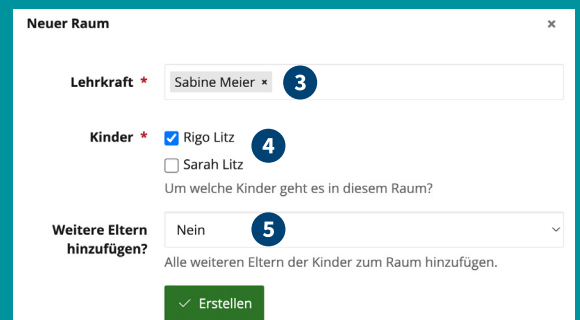 Neuer Raum ×
Lehrkraft * Sabine Meier × 3
Kinder * Rigo Litz 4
Sarah Litz
Um welche Kinder geht es in diesem Raum?
Weitere Eltern Nein 5
hinzufügen?
Alle weiteren Eltern der Kinder zum Raum hinzufügen.
Erstellen